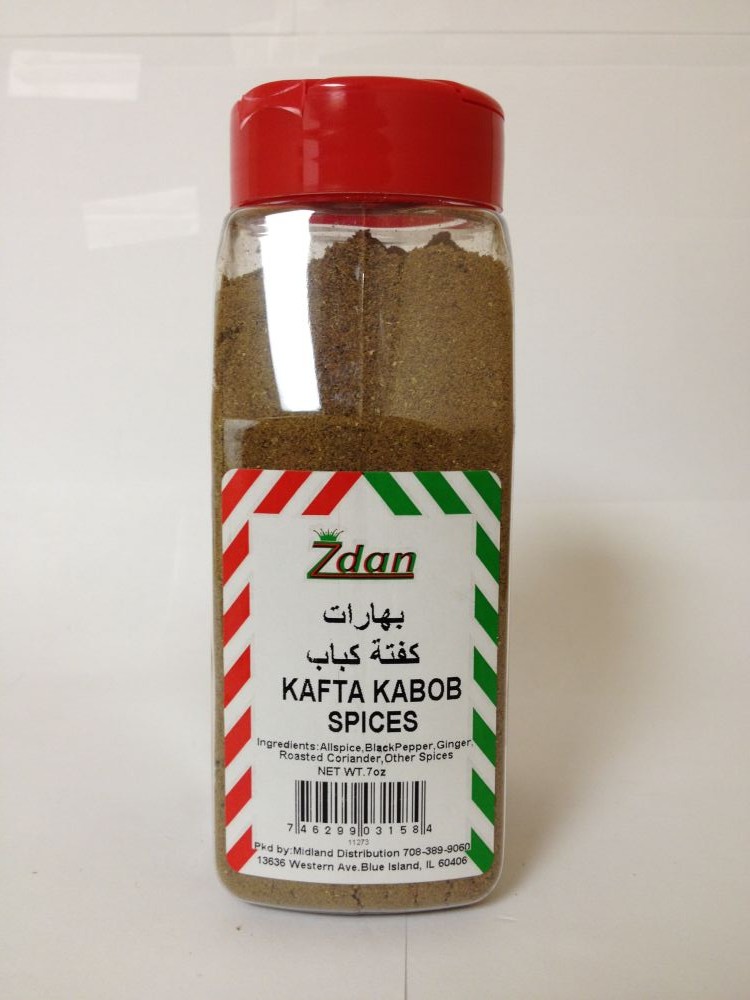 Zdan
بهارات
كفتة كباب
KAFTA KABOB
SPICES
Ingredients:Allspice,BlackPepper,Ginger,
Roasted Coriander,Other Spices
NET WT.7oz
7 46299 03158 4
11273
Pkd by:Midland Distribution 708-389-9060
13636 Western Ave.Blue Island, IL 60406